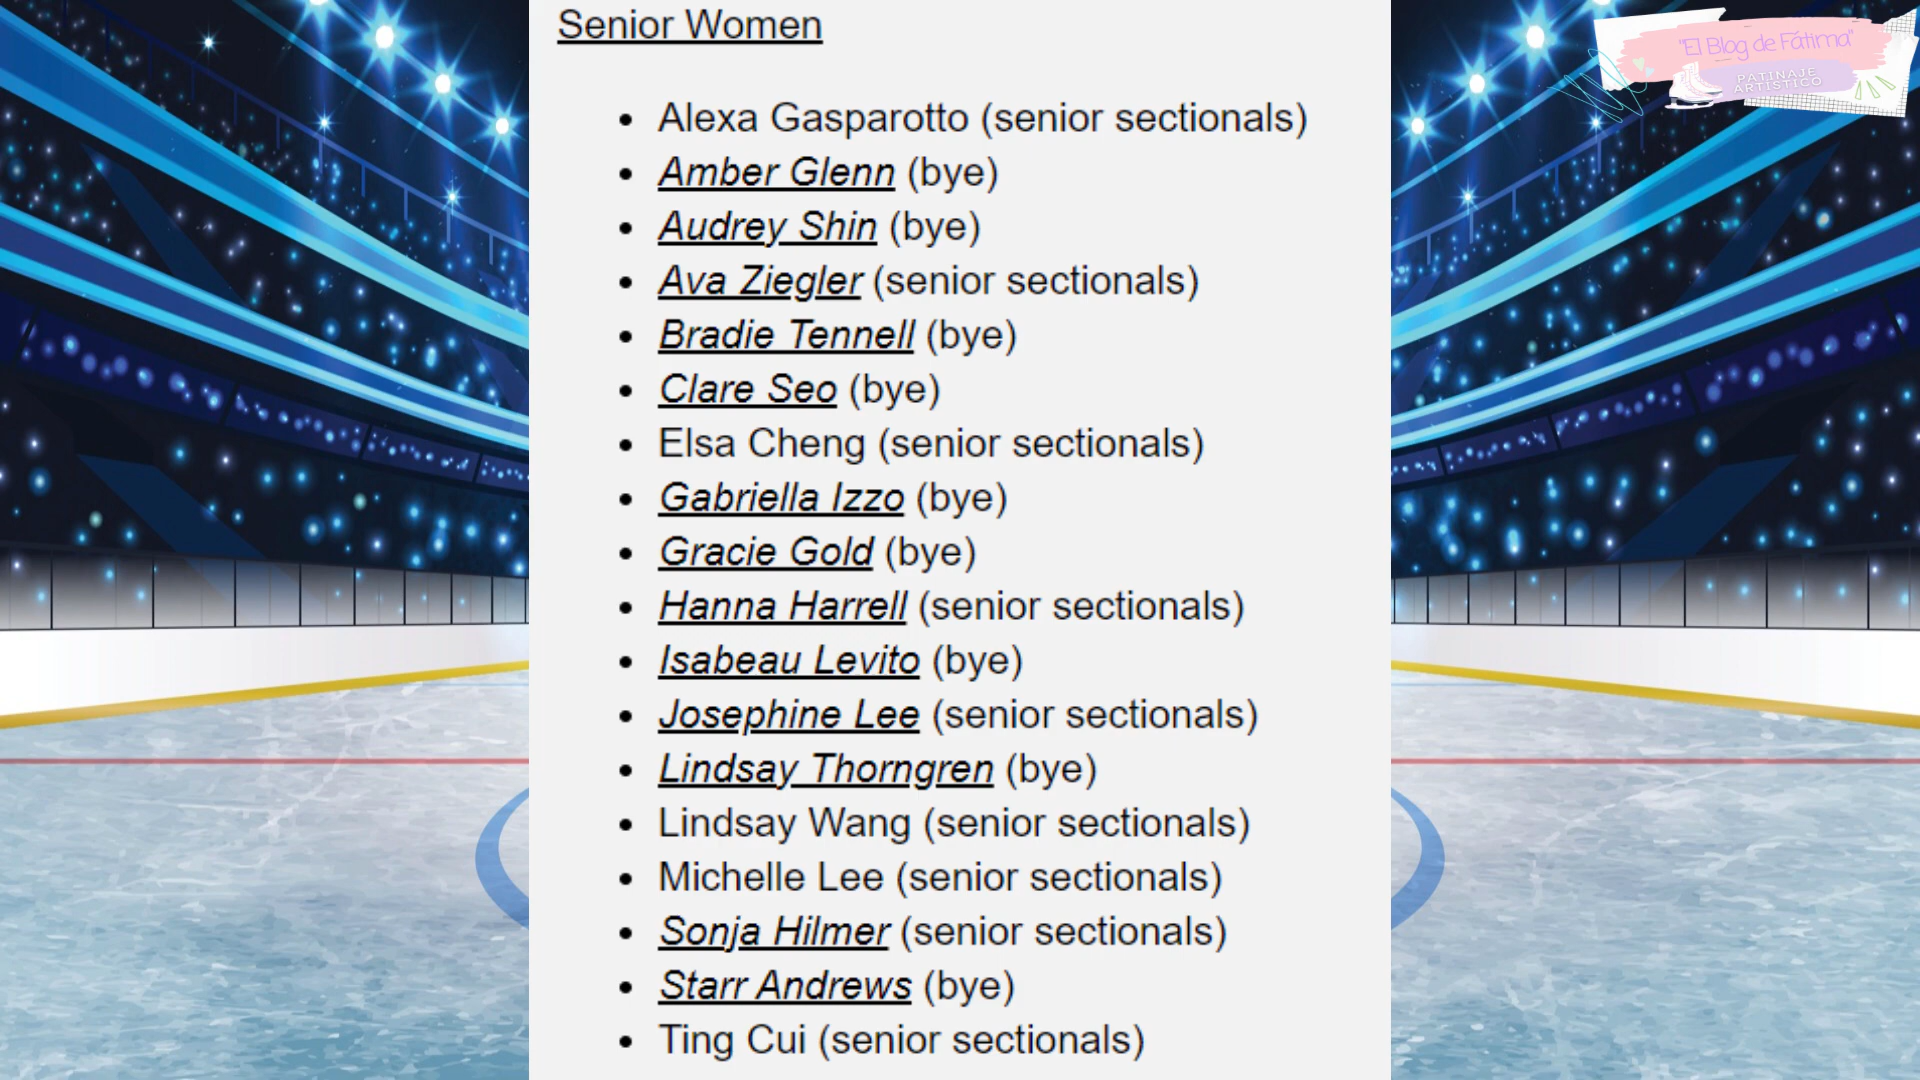 Senior Women
"El Blog de Fátima"
PATINAJE
ARTÍSTICO
• Alexa Gasparotto (senior sectionals)
• Amber Glenn (bye)
• Audrey Shin (bye)
• Ava Ziegler (senior sectionals)
• Bradie Tennell (bye)
• Clare Seo (bye)
• Elsa Cheng (senior sectionals)
• Gabriella Izzo (bye)
• Gracie Gold (bye)
• Hanna Harrell (senior sectionals)
• Isabeau Levito (bye)
• Josephine Lee (senior sectionals)
• Lindsay Thorngren (bye)
• Lindsay Wang (senior sectionals)
• Michelle Lee (senior sectionals)
• Sonja Hilmer (senior sectionals)
• Starr Andrews (bye)
• Ting Cui (senior sectionals)